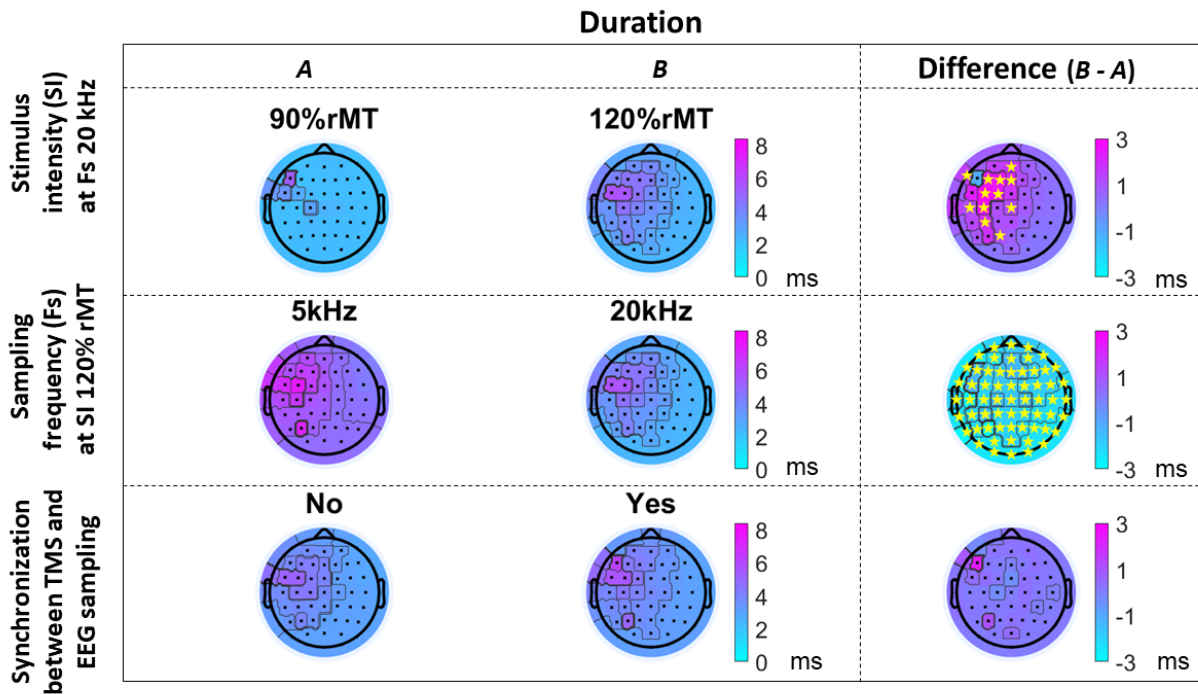 Duration
A
B
Difference (B - A)
Stimulus
intensity (SI)
at Fs 20 kHz
90%rMT
120%rMT
8
6
4
2
0 ms
3
1
-1
-3 ms
Sampling
frequency (Fs)
at SI 120% rMT
5kHz
20kHz
8
6
4
2
0 ms
3
1
-1
-3 ms
Synchronization
between TMS and
EEG sampling
No
Yes
8
6
4
2
0 ms
3
1
-1
-3 ms